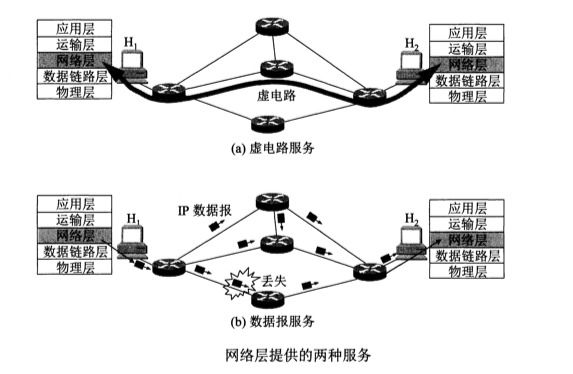 应用层
运输层
网络层
数据链路层
物理层
H1
H2
应用层
运输层
网络层
数据链路层
物理层
虚电路
(a) 虚电路服务
应用层
运输层
网络层
数据链路层
物理层
H1
IP 数据报
丢失
H2
应用层
运输层
网络层
数据链路层
物理层
(b) 数据报服务
网络层提供的两种服务